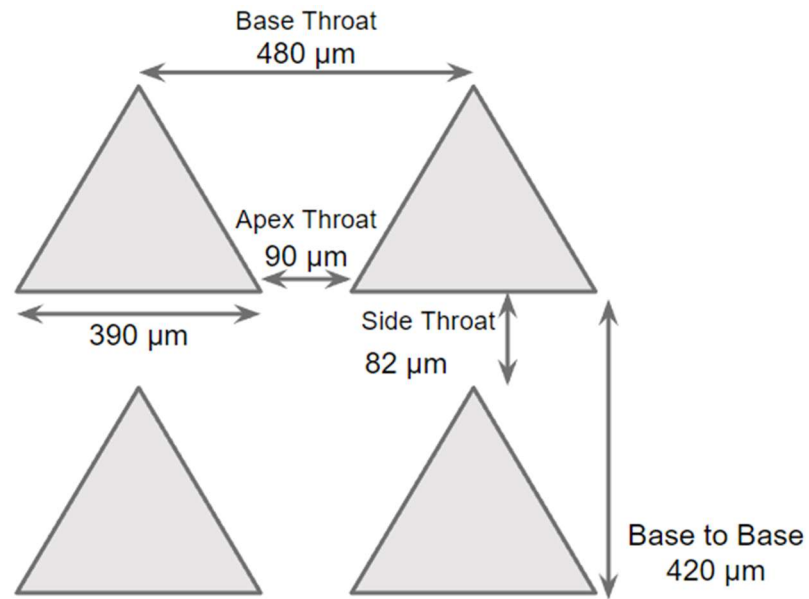 Base Throat
480 μm
Apex Throat
90 μm
390 μm
Side Throat
82 μm
Base to Base
420 μm